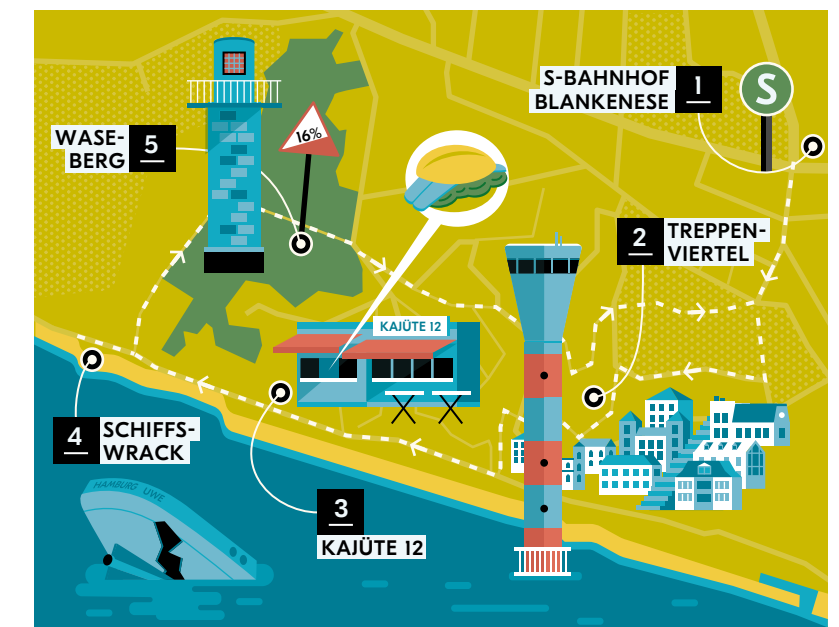 S-BAHNHOF
BLANKENESE
1
S
WASE-
BERG
5
16%
2
TREPPEN-
VIERTEL
KAJÜTE 12
4
SCHIFFS-
WRACK
HAMBURG UWE
3
KAJÜTE 12